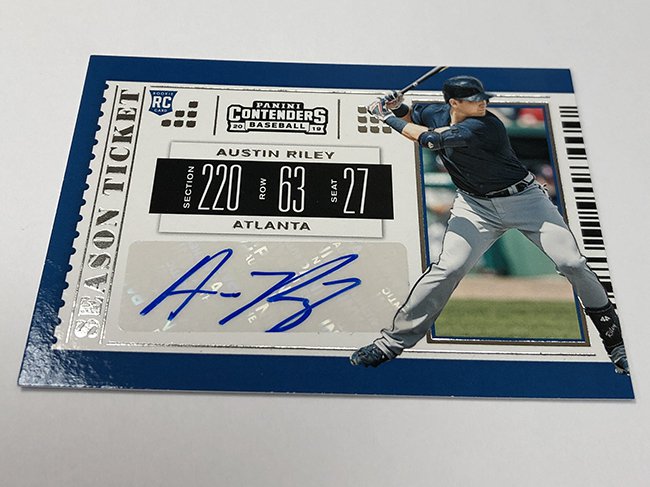 SEASON TICKET
ROOKIE
RC
CARD
PANINI
CONTENDERS
20 BASEBALL 19
AUSTIN RILEY
SECTION 220 ROW 63 SEAT 27
ATLANTA
A Riley